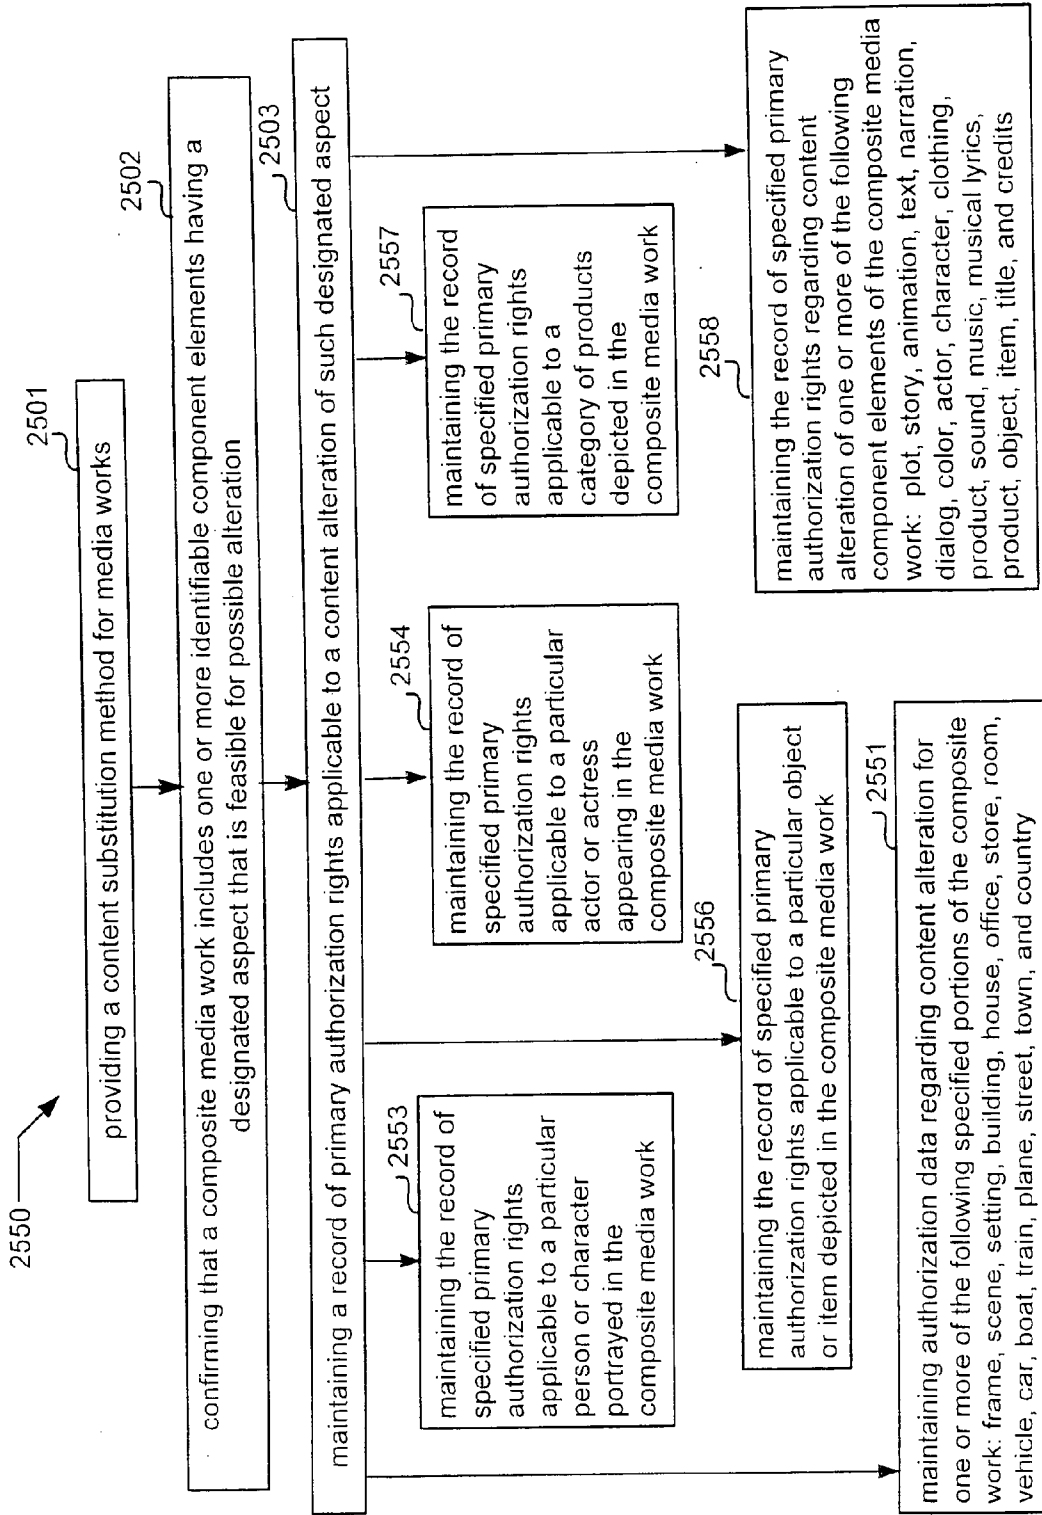 2550
2501
providing a content substitution method for media works
2502
confirming that a composite media work includes one or more identifiable component elements having a
designated aspect that is feasible for possible alteration
2503
maintaining a record of primary authorization rights applicable to a content alteration of such designated aspect
2553
maintaining the record of
specified primary
authorization rights
applicable to a particular
person or character
portrayed in the
composite media work
2554
maintaining the record of
specified primary
authorization rights
applicable to a particular
actor or actress
appearing in the
composite media work
2557
maintaining the record
of specified primary
authorization rights
applicable to a
category of products
depicted in the
composite media work
2556
maintaining the record of specified primary
authorization rights applicable to a particular object
or item depicted in the composite media work
2558
maintaining the record of specified primary
authorization rights regarding content
alteration of one or more of the following
component elements of the composite media
work: plot, story, animation, text, narration,
dialog, color, actor, character, clothing,
product, sound, music, musical lyrics,
product, object, item, title, and credits
2551
maintaining authorization data regarding content alteration for
one or more of the following specified portions of the composite
work: frame, scene, setting, building, house, office, store, room,
vehicle, car, boat, train, plane, street, town, and country